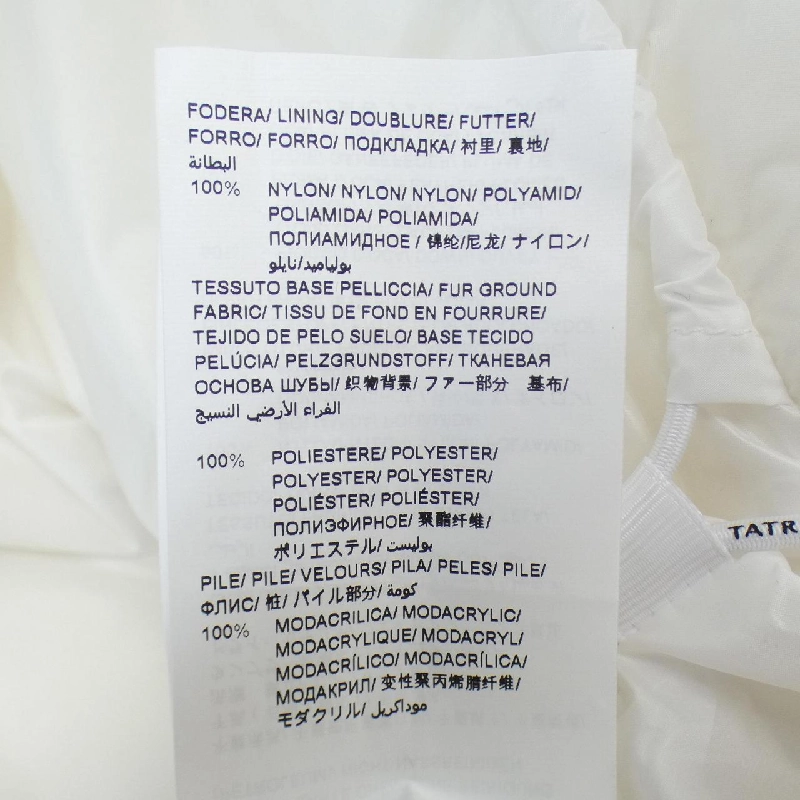 FODERA/ LINING/ DOUBLURE/ FUTTER/
FORRO/ FORRO/ ПОДКЛАДКА/ 衬里/ 裏地/
البطانة
100% NYLON/ NYLON/ NYLON/ POLYAMID/
POLIAMIDA/ POLIAMIDA/
ПОЛИАМИДНОЕ / 锦纶/尼龙/ ナイロン/
بولياميد/نايلو
TESSUTO BASE PELLICCIA/ FUR GROUND
FABRIC/ TISSU DE FOND EN FOURRURE/
TEJIDO DE PELO SUELO/ BASE TECIDO
PELÚCIA/ PELZGRUNDSTOFF/ ТКАНЕВАЯ
ОСНОВА ШУБЫ/ 织物背景/ ファー部分 基布/
الفراء الأرضي النسيج
100% POLIESTERE/ POLYESTER/
POLYESTER/ POLYESTER/
POLIÉSTER/ POLIÉSTER/
ПОЛИЭФИРНОЕ/ 聚酯纤维/
ポリエステル/ بوليست
PILE/ PILE/ VELOURS/ PILA/ PELES/ PILE/
ФЛИС/ 桩/ パイル部分/ كومة
100% MODACRILICA/ MODACRYLIC/
MODACRYLIQUE/ MODACRYL/
MODACRÍLICO/ MODACRÍLICA/
МОДАКРИЛ/ 变性聚丙烯腈纤维/
モダクリル/ موداكريل
TATR